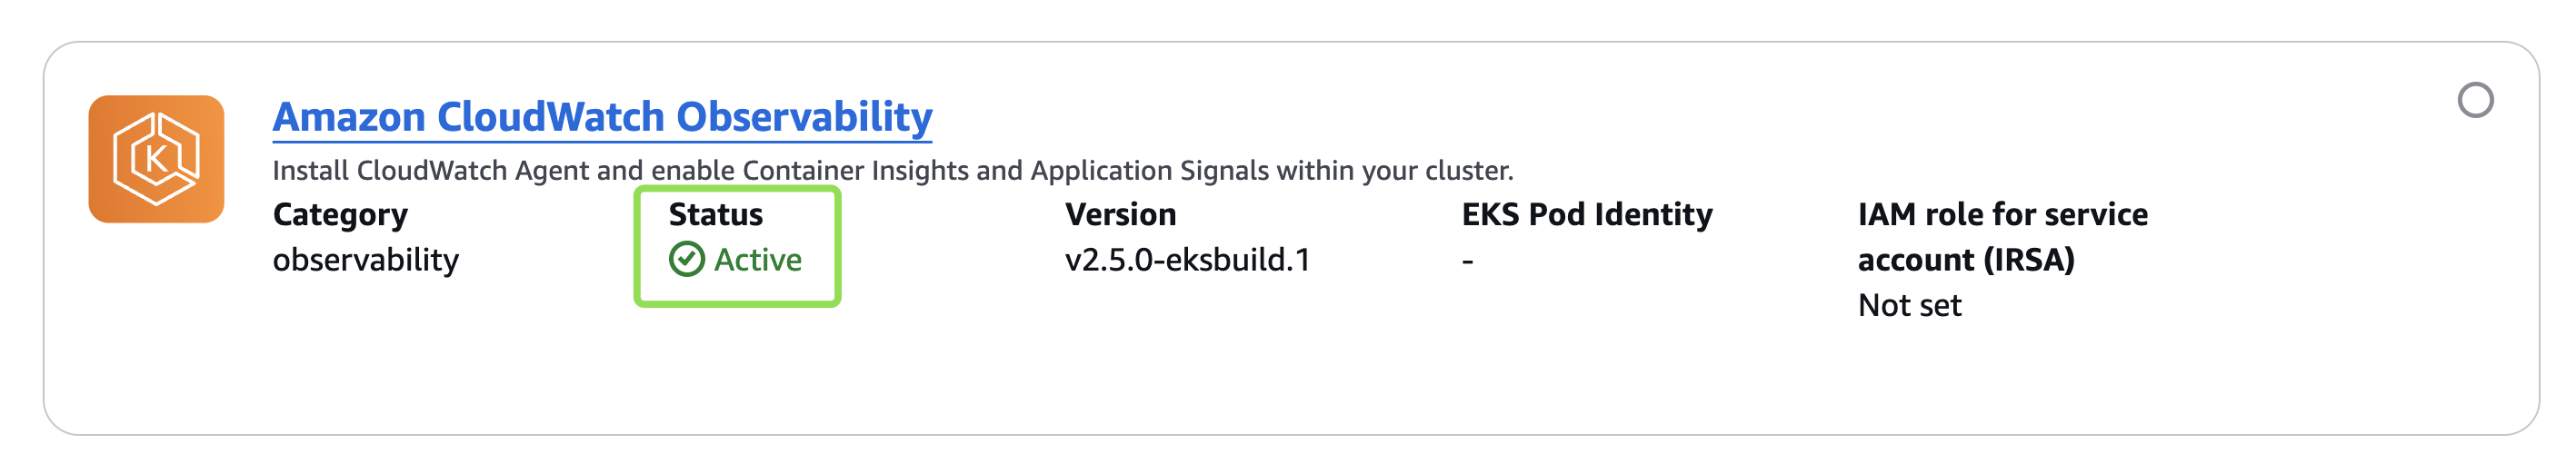 Amazon CloudWatch Observability
Install CloudWatch Agent and enable Container Insights and Application Signals within your cluster.
Category
observability
Status
Active
Version
v2.5.0-eksbuild.1
EKS Pod Identity
-
IAM role for service
account (IRSA)
Not set
K